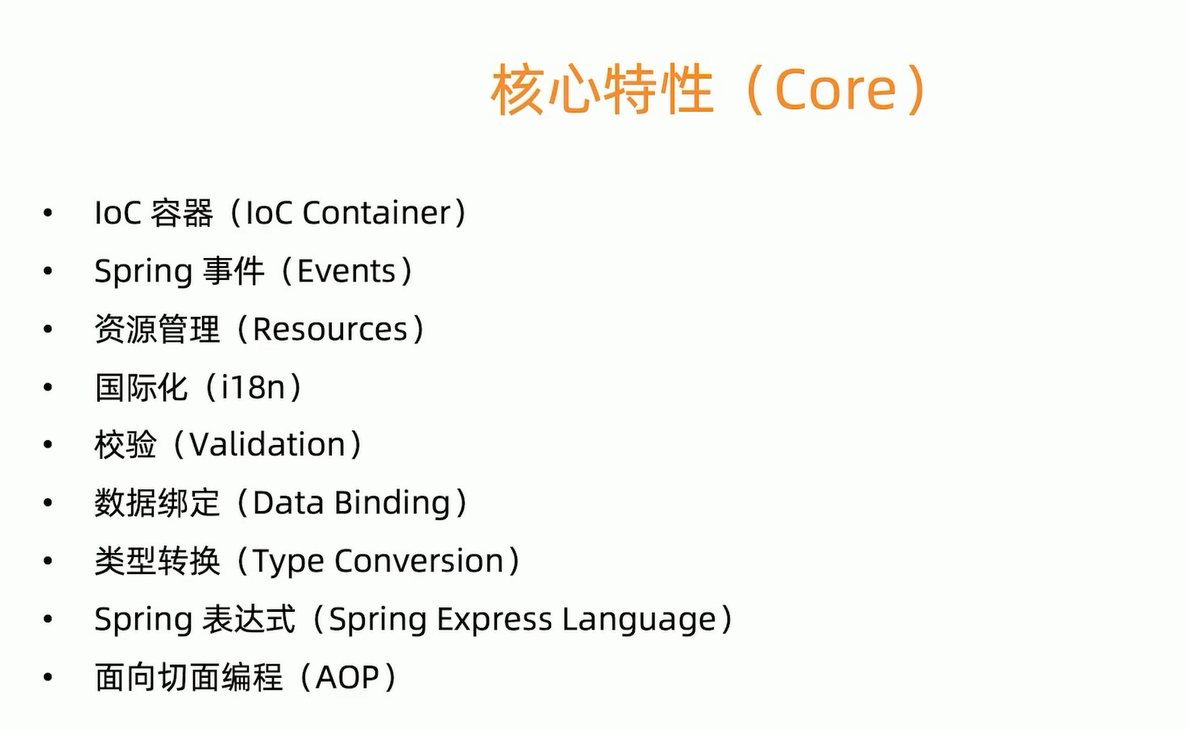 核心特性（Core）
• IoC 容器（IoC Container）
• Spring 事件（Events）
• 资源管理（Resources）
• 国际化（i18n）
• 校验（Validation）
• 数据绑定（Data Binding）
• 类型转换（Type Conversion）
• Spring 表达式（Spring Express Language）
• 面向切面编程（AOP）